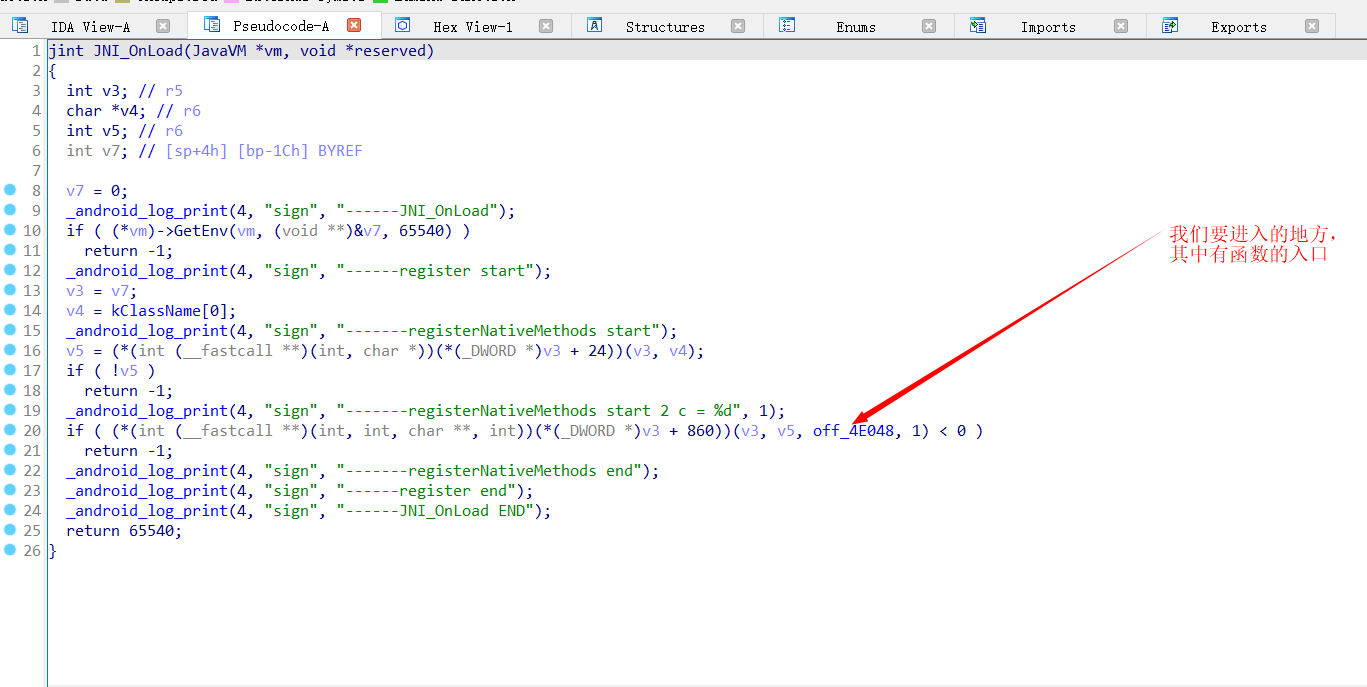 IDA View-A Pseudocode-A Hex View-1 Structures Enums Imports Exports
1 jint JNI_OnLoad(JavaVM *vm, void *reserved)
2 {
3 int v3; // r5
4 char *v4; // r6
5 int v5; // r6
6 int v7; // [sp+4h] [bp-1Ch] BYREF
7
8 v7 = 0;
9 _android_log_print(4, "sign", "------JNI_OnLoad");
10 if ( (*vm)->GetEnv(vm, (void **)&v7, 65540) )
11 return -1;
12 _android_log_print(4, "sign", "------register start");
13 v3 = v7;
14 v4 = kClassName[0];
15 _android_log_print(4, "sign", "-------registerNativeMethods start");
16 v5 = (*(int (__fastcall **)(int, char *))(*(_DWORD *)v3 + 24))(v3, v4);
17 if ( !v5 )
18 return -1;
19 _android_log_print(4, "sign", "-------registerNativeMethods start 2 c = %d", 1);
20 if ( (*(int (__fastcall **)(int, int, char **, int))(*(_DWORD *)v3 + 860))(v3, v5, off_4E048, 1) < 0 )
21 return -1;
22 _android_log_print(4, "sign", "-------registerNativeMethods end");
23 _android_log_print(4, "sign", "------register end");
24 _android_log_print(4, "sign", "------JNI_OnLoad END");
25 return 65540;
26 }
我们要进入的地方，
其中有函数的入口